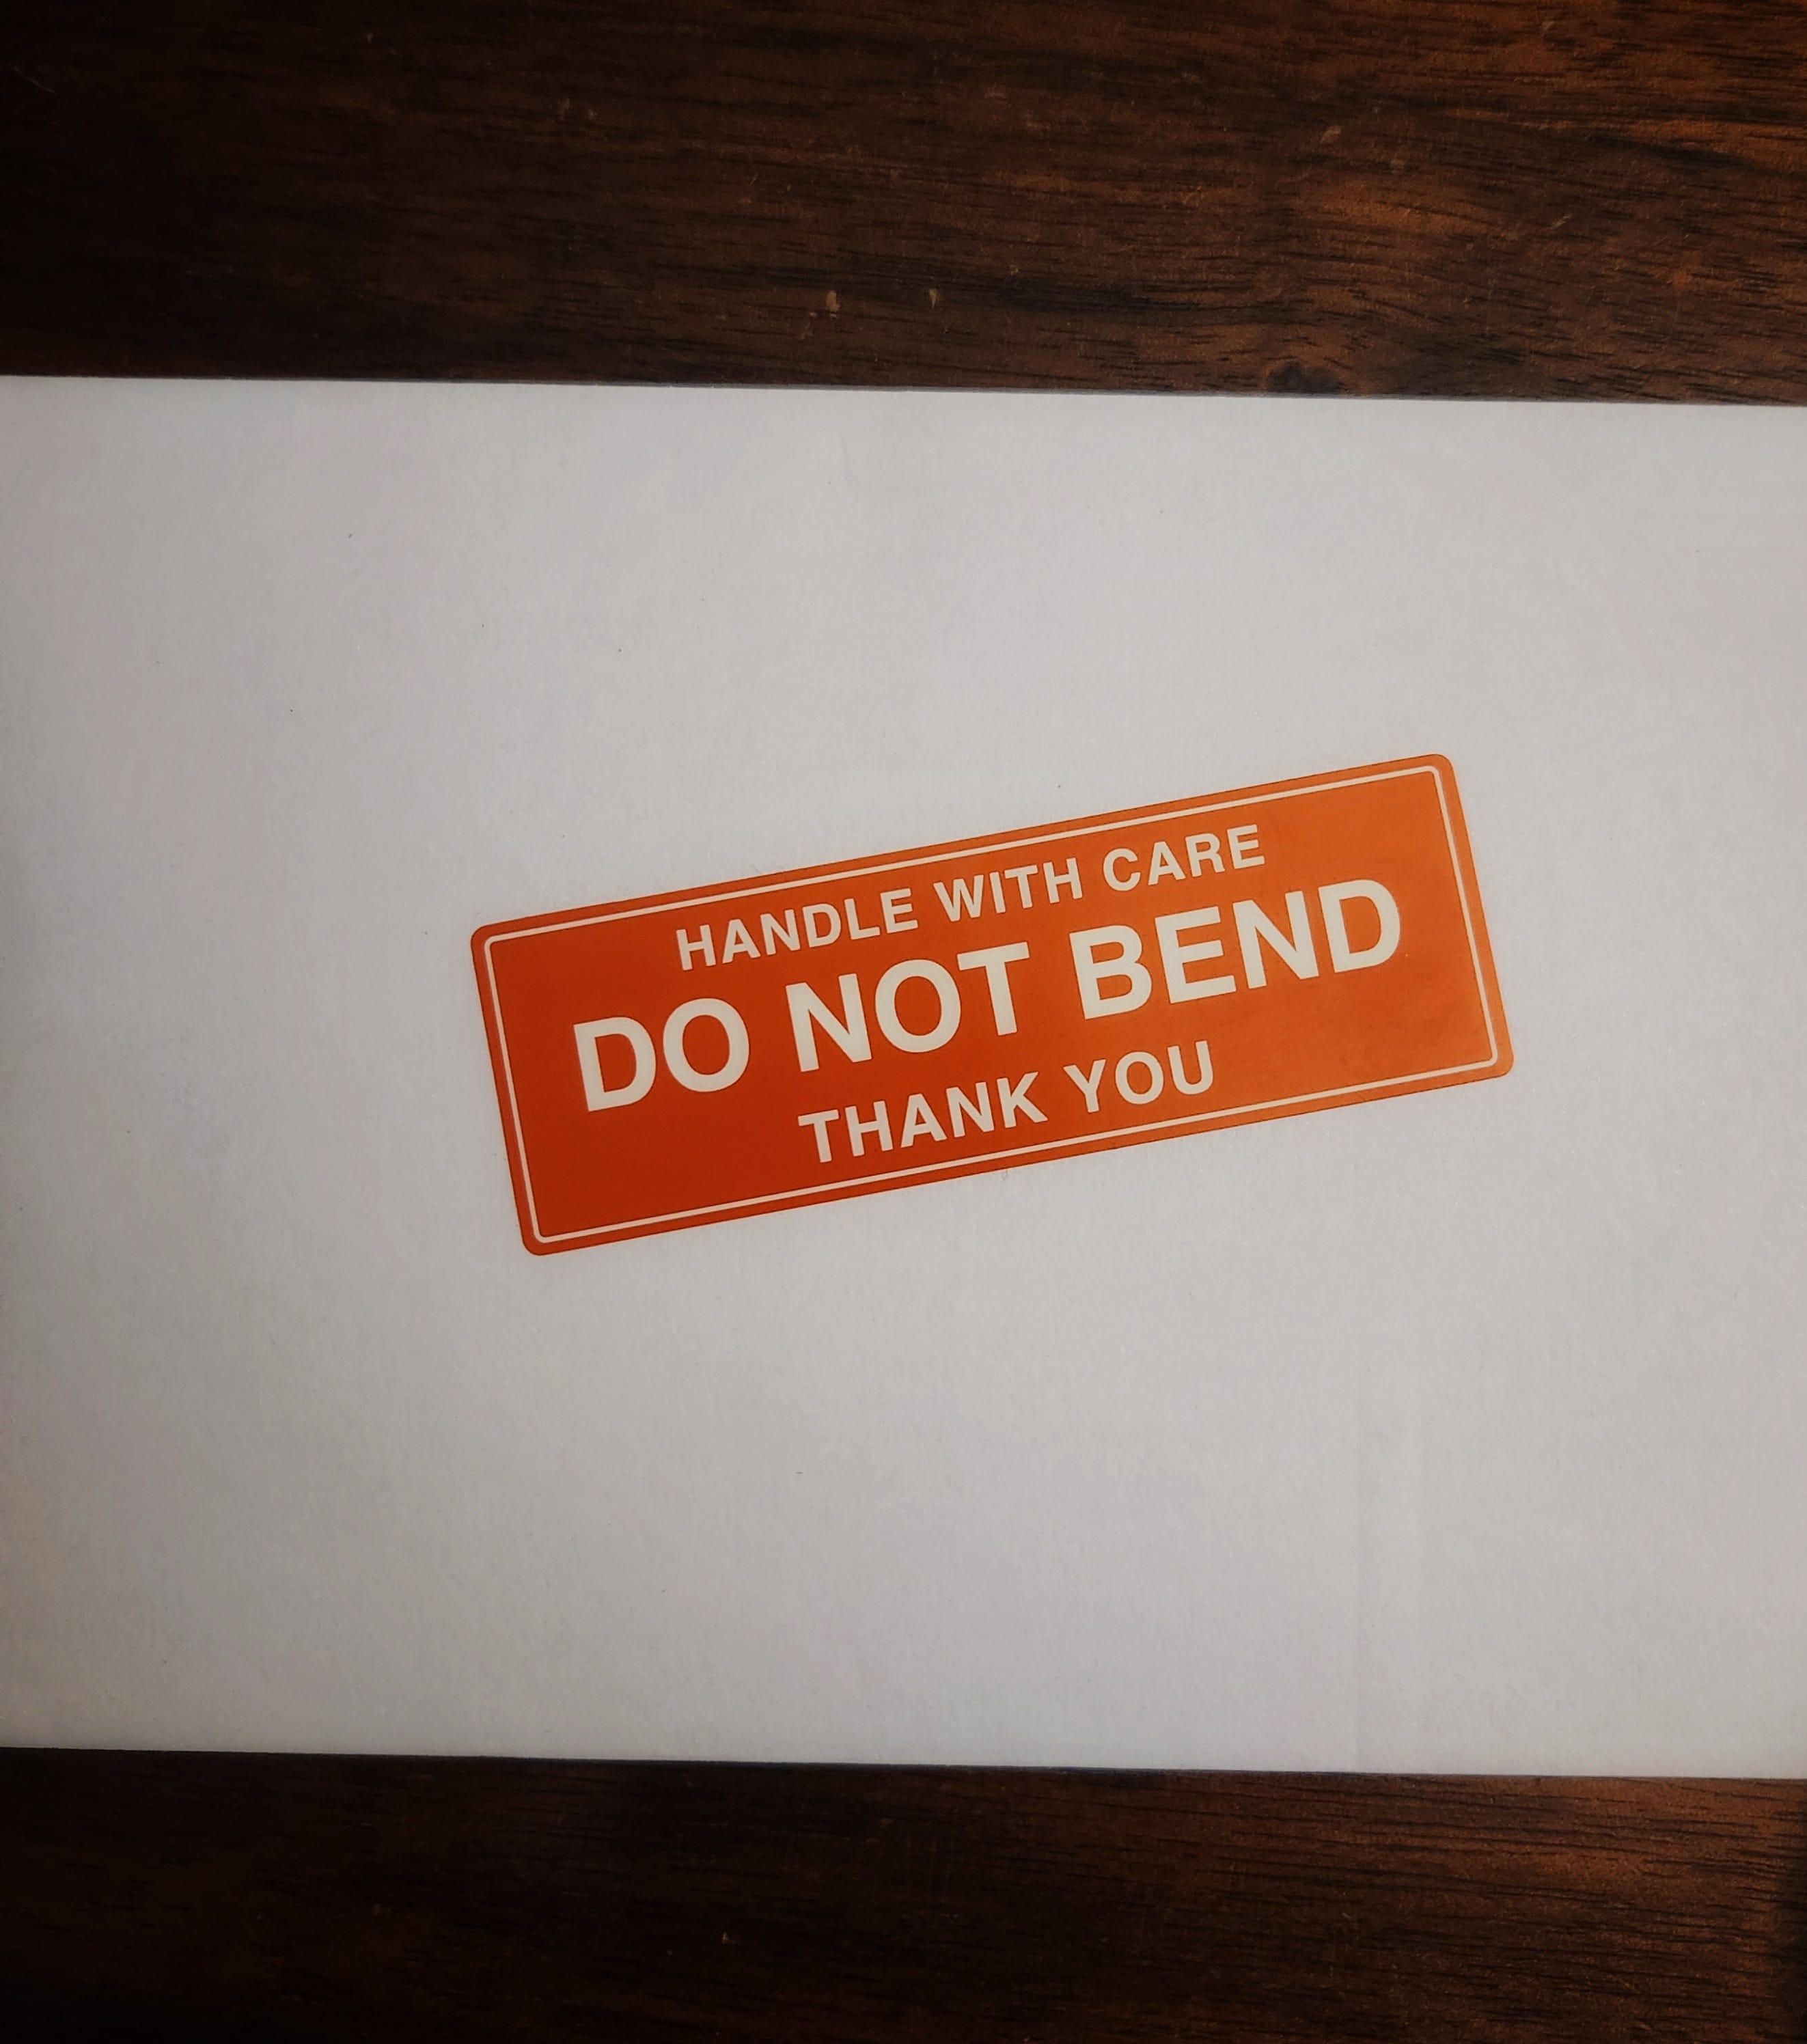 HANDLE WITH CARE
DO NOT BEND
THANK YOU